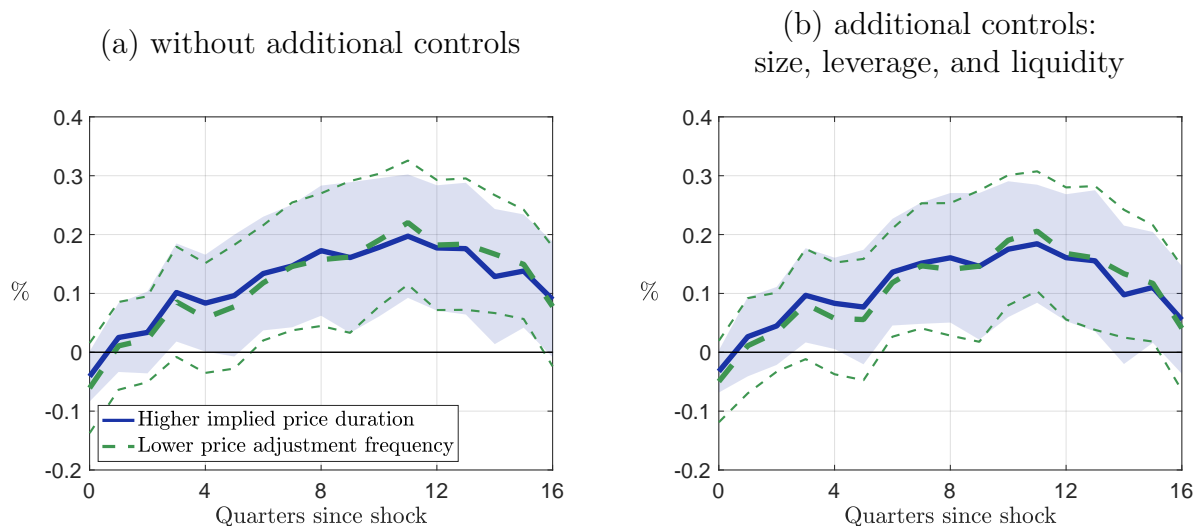 (a) without additional controls
(b) additional controls:
size, leverage, and liquidity
0.4
0.3
0.2
0.1
0
-0.1
-0.2
%
Higher implied price duration
Lower price adjustment frequency
0 4 8 12 16
Quarters since shock
0.4
0.3
0.2
0.1
0
-0.1
-0.2
%
0 4 8 12 16
Quarters since shock